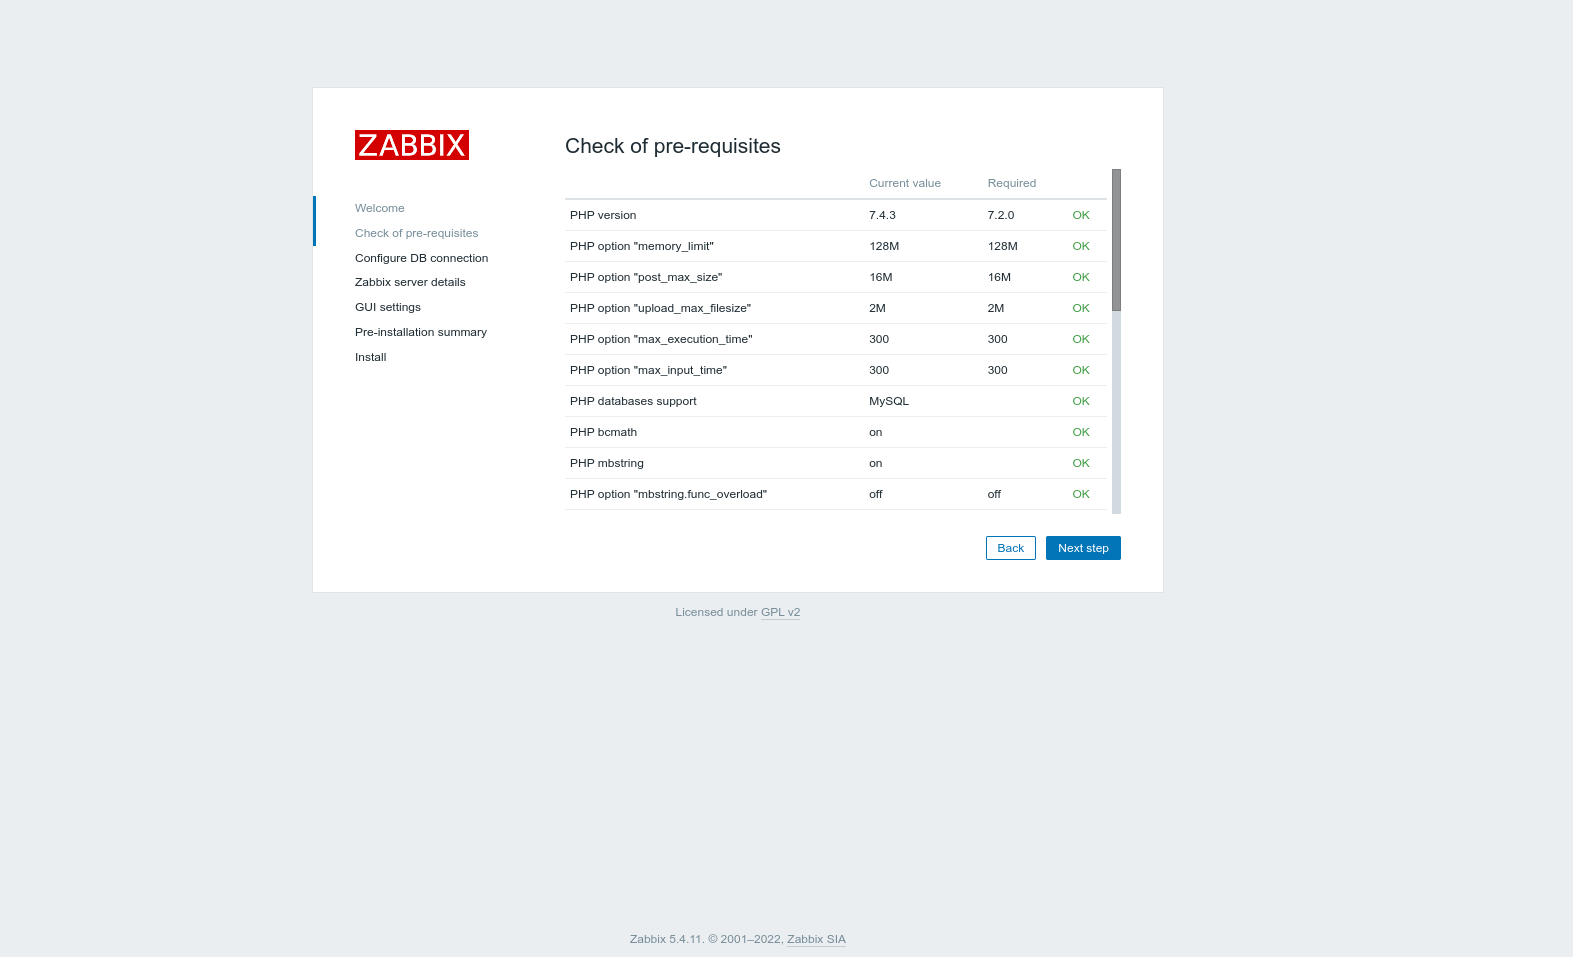 ZABBIX
Welcome
Check of pre-requisites
Configure DB connection
Zabbix server details
GUI settings
Pre-installation summary
Install
Check of pre-requisites
Current value Required
PHP version 7.4.3 7.2.0 OK
PHP option "memory_limit" 128M 128M OK
PHP option "post_max_size" 16M 16M OK
PHP option "upload_max_filesize" 2M 2M OK
PHP option "max_execution_time" 300 300 OK
PHP option "max_input_time" 300 300 OK
PHP databases support MySQL OK
PHP bcmath on OK
PHP mbstring on OK
PHP option "mbstring.func_overload" off off OK
Back Next step
Licensed under GPL v2
Zabbix 5.4.11. © 2001–2022, Zabbix SIA